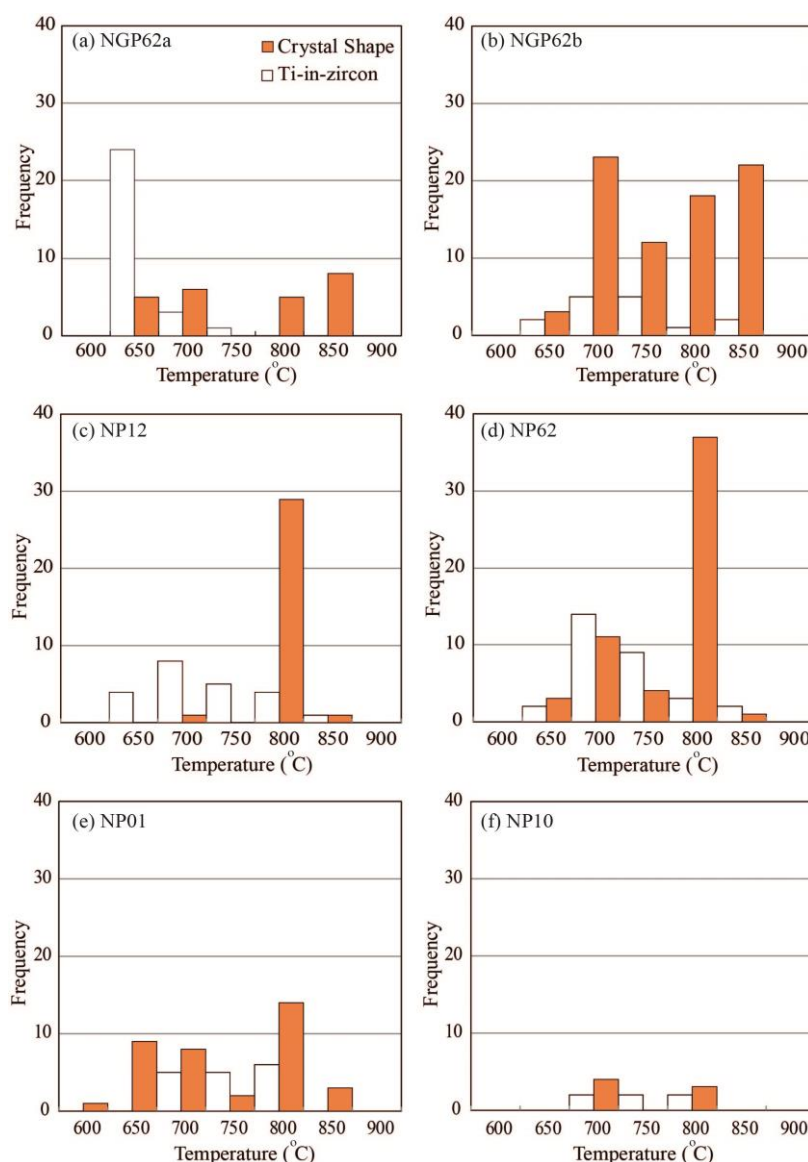 (a) NGP62a
Crystal Shape
Ti-in-zircon
40
30
20
10
0
Frequency
600 650 700 750 800 850 900
Temperature (°C)
(b) NGP62b
40
30
20
10
0
Frequency
600 650 700 750 800 850 900
Temperature (°C)
(c) NP12
40
30
20
10
0
Frequency
600 650 700 750 800 850 900
Temperature (°C)
(d) NP62
40
30
20
10
0
Frequency
600 650 700 750 800 850 900
Temperature (°C)
(e) NP01
40
30
20
10
0
Frequency
600 650 700 750 800 850 900
Temperature (°C)
(f) NP10
40
30
20
10
0
Frequency
600 650 700 750 800 850 900
Temperature (°C)